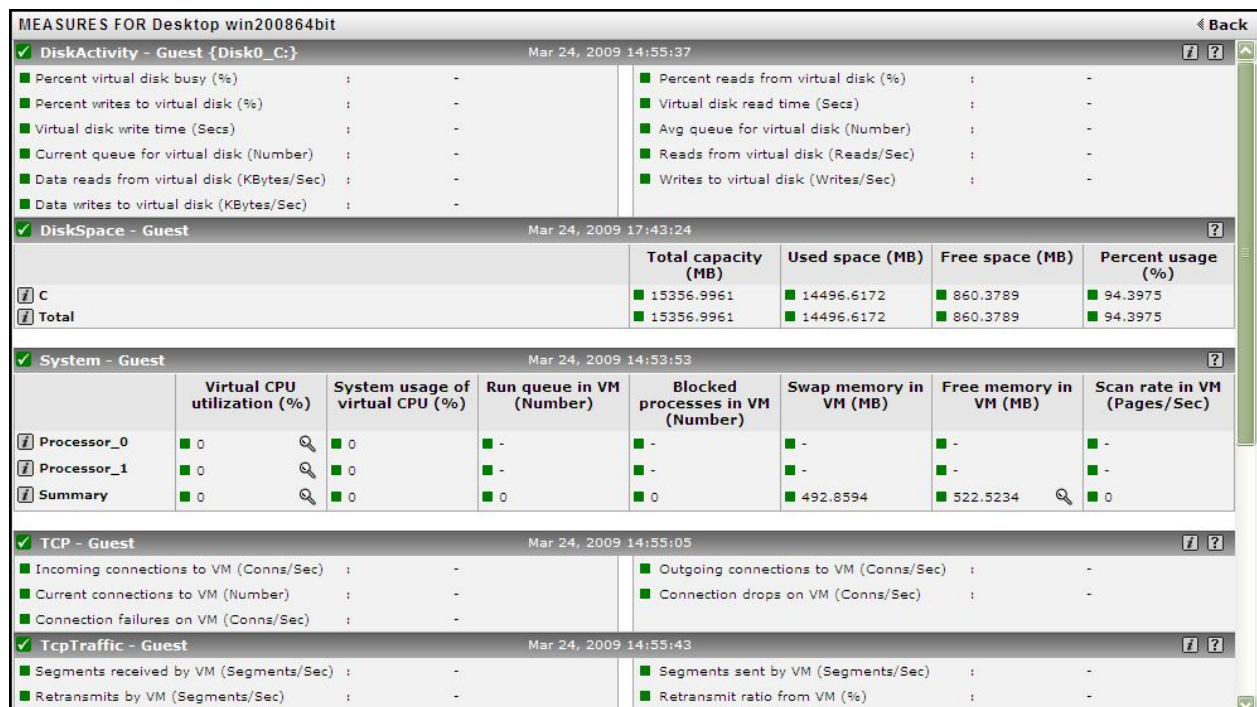 MEASURES FOR Desktop win200864bit Back
DiskActivity - Guest {Disk0_C:} Mar 24, 2009 14:55:37
Percent virtual disk busy (%) : - Percent reads from virtual disk (%) : -
Percent writes to virtual disk (%) : - Virtual disk read time (Secs) : -
Virtual disk write time (Secs) : - Avg queue for virtual disk (Number) : -
Current queue for virtual disk (Number) : - Reads from virtual disk (Reads/Sec) : -
Data reads from virtual disk (KBytes/Sec) : - Writes to virtual disk (Writes/Sec) : -
Data writes to virtual disk (KBytes/Sec) : -
DiskSpace - Guest Mar 24, 2009 17:43:24
Total capacity (MB) Used space (MB) Free space (MB) Percent usage (%)
C 15356.9961 14496.6172 860.3789 94.3975
Total 15356.9961 14496.6172 860.3789 94.3975
System - Guest Mar 24, 2009 14:53:53
Virtual CPU utilization (%) System usage of virtual CPU (%) Run queue in VM (Number) Blocked processes in VM (Number) Swap memory in VM (MB) Free memory in VM (MB) Scan rate in VM (Pages/Sec)
Processor_0 0 0 - - - - -
Processor_1 0 0 - - - - -
Summary 0 0 0 0 492.8594 522.5234 0
TCP - Guest Mar 24, 2009 14:55:05
Incoming connections to VM (Conns/Sec) : - Outgoing connections to VM (Conns/Sec) : -
Current connections to VM (Number) : - Connection drops on VM (Conns/Sec) : -
Connection failures on VM (Conns/Sec) : -
TcpTraffic - Guest Mar 24, 2009 14:55:43
Segments received by VM (Segments/Sec) : - Segments sent by VM (Segments/Sec) : -
Retransmits by VM (Segments/Sec) : - Retransmit ratio from VM (%) : -